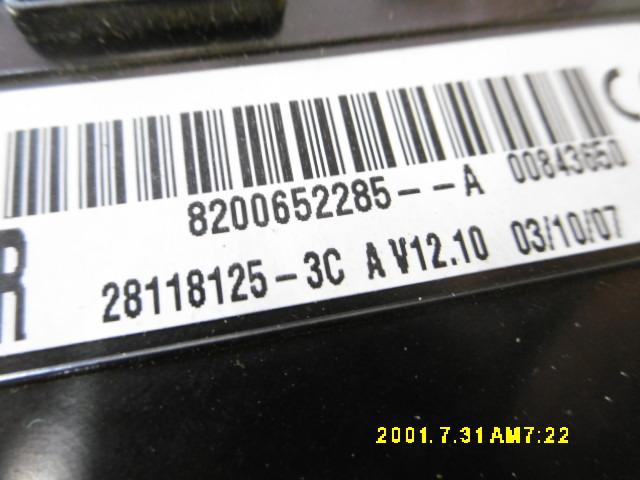 8200652285--A 00843650
R
28118125-3C A V12.10 03/10/07
2001.7.31 AM7:22